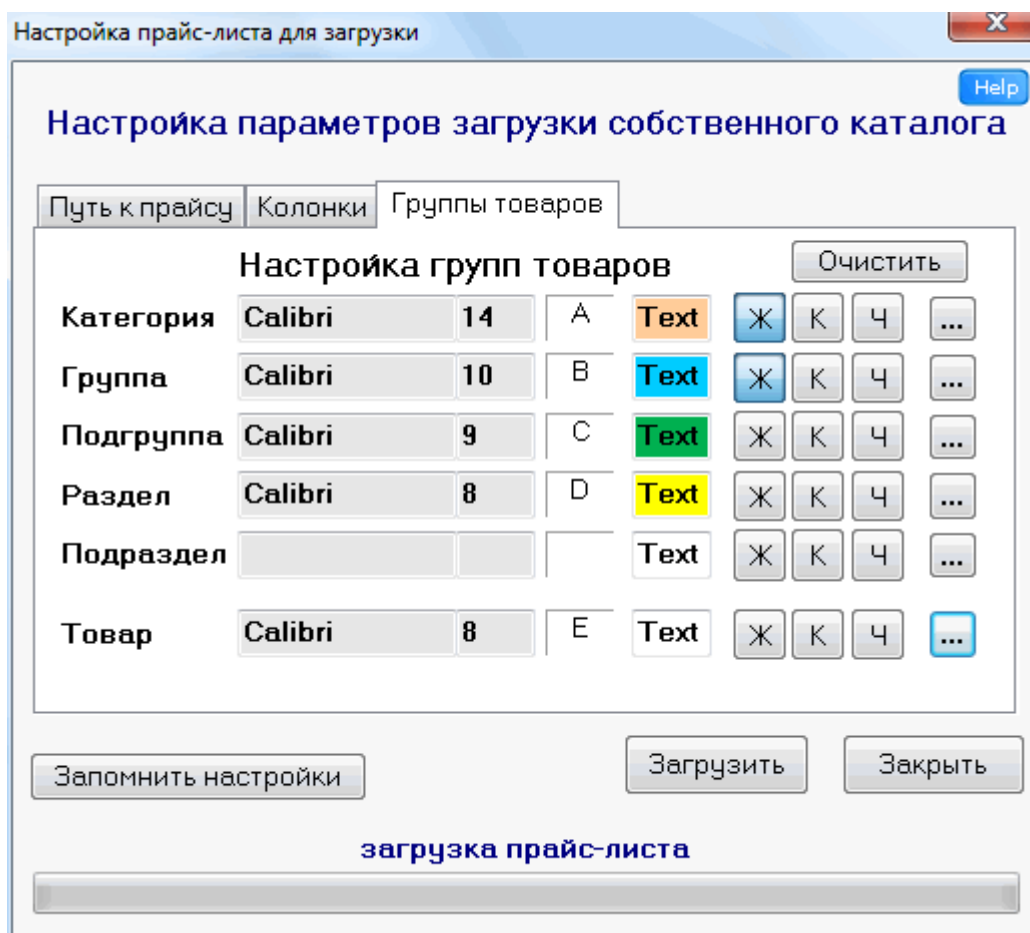 Настройка прайс-листа для загрузки
x
Help
Настройка параметров загрузки собственного каталога
Путь к прайсу Колонки Группы товаров
Настройка групп товаров Очистить
Категория Calibri 14 A Text Ж К Ч ...
Группа Calibri 10 B Text Ж К Ч ...
Подгруппа Calibri 9 C Text Ж К Ч ...
Раздел Calibri 8 D Text Ж К Ч ...
Подраздел Text Ж К Ч ...
Товар Calibri 8 E Text Ж К Ч ...
Запомнить настройки Загрузить Закрыть
загрузка прайс-листа